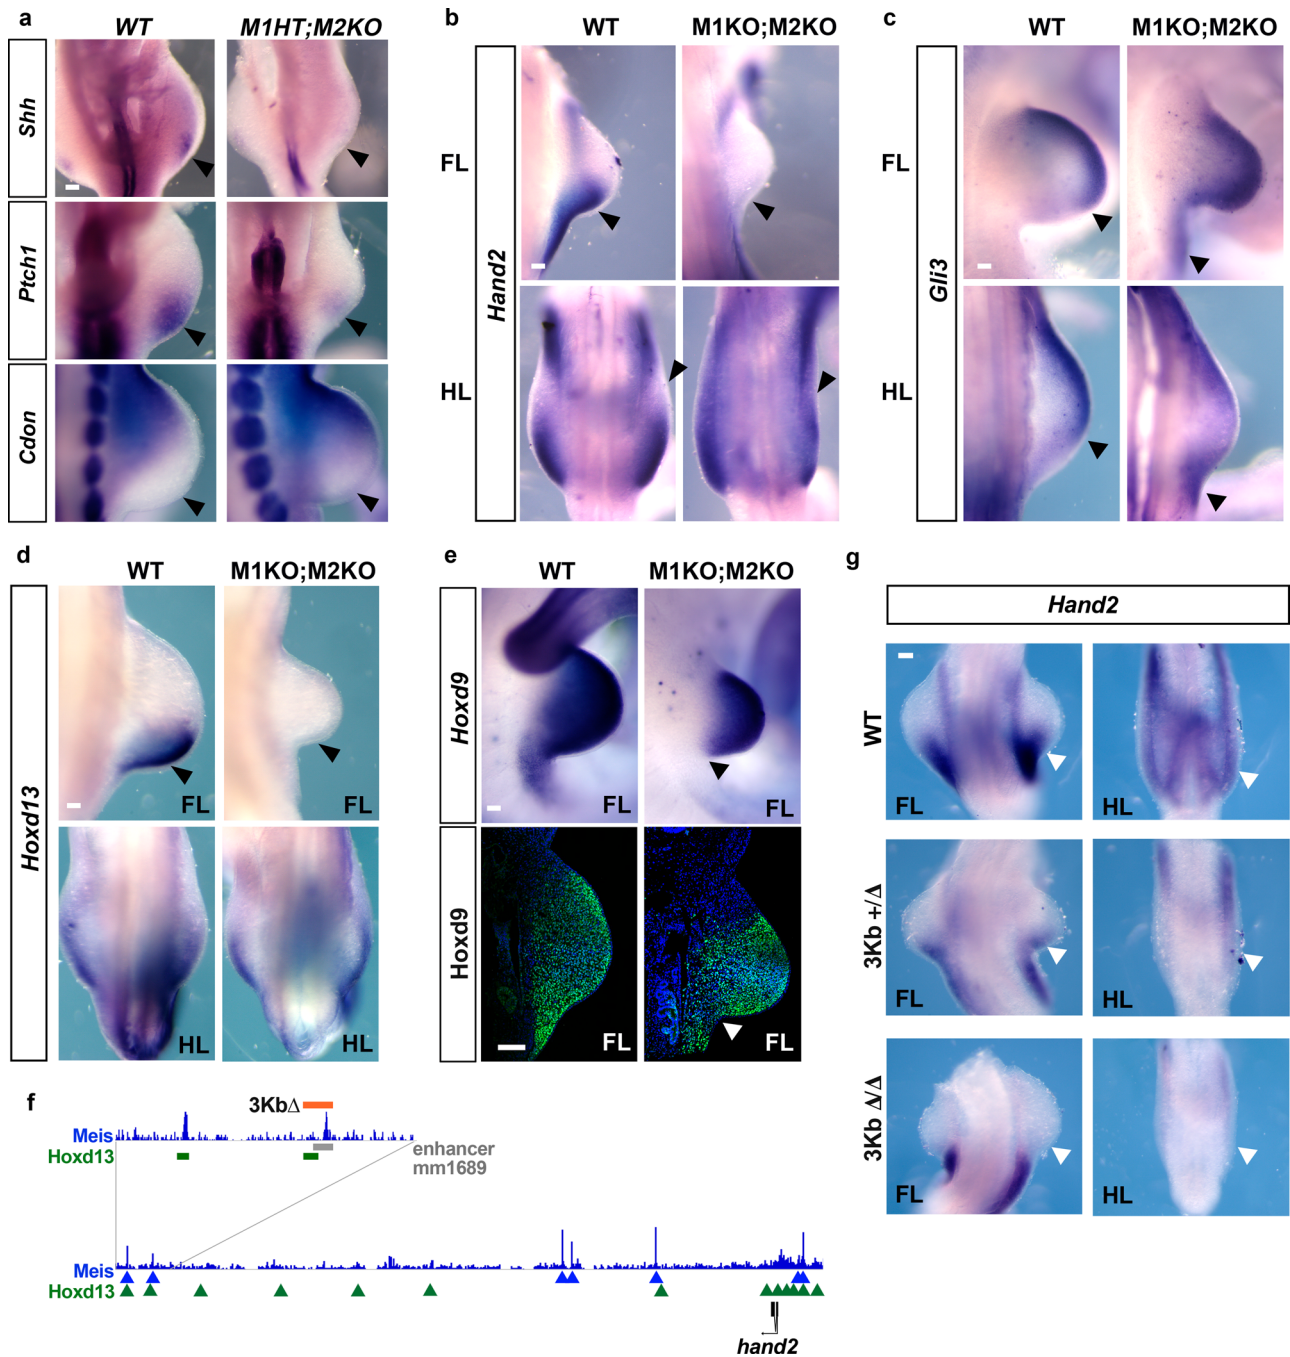 a
WT
M1HT;M2KO
Shh
Ptch1
Cdon
b
WT
M1KO;M2KO
Hand2
FL
HL
c
WT
M1KO;M2KO
Gli3
FL
HL
d
WT
M1KO;M2KO
Hoxd13
FL
FL
HL
HL
e
WT
M1KO;M2KO
Hoxd9
FL
FL
Hoxd9
FL
FL
f
3KbΔ
Meis
Hoxd13
enhancer
mm1689
Meis
Hoxd13
hand2
g
Hand2
WT
FL
HL
3Kb +/Δ
FL
HL
3Kb Δ/Δ
FL
HL